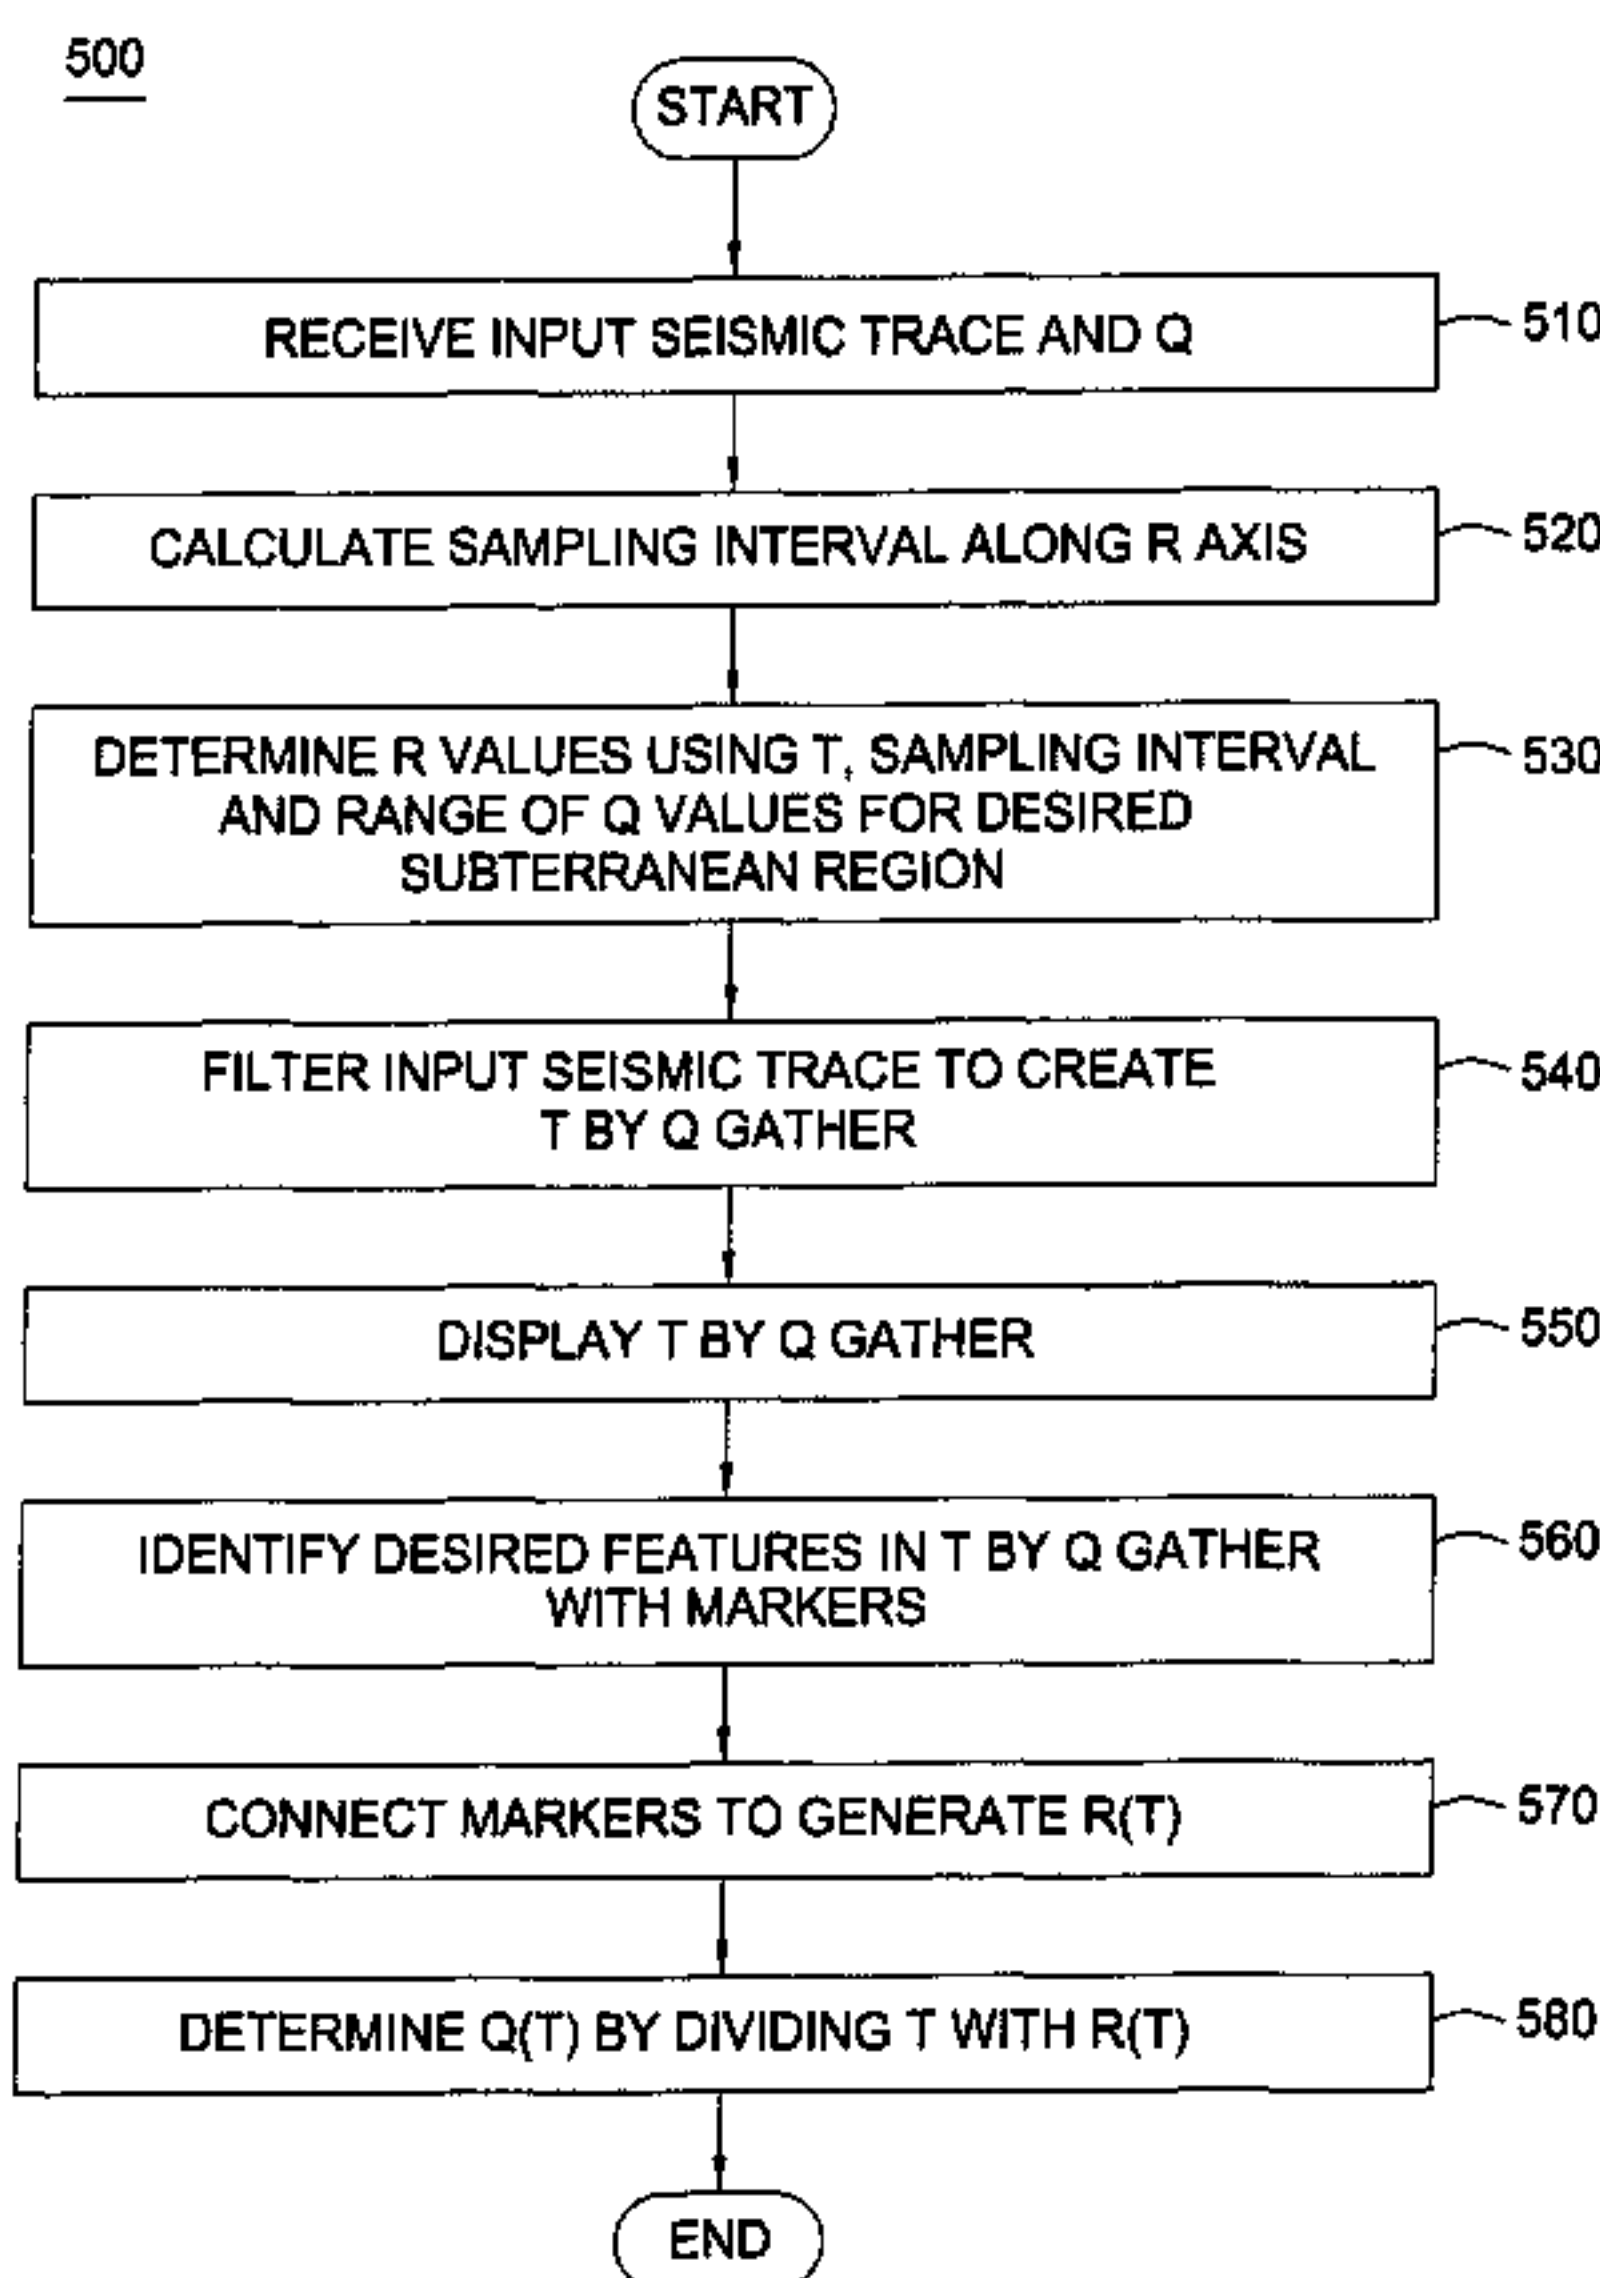 500
START
RECEIVE INPUT SEISMIC TRACE AND Q
510
CALCULATE SAMPLING INTERVAL ALONG R AXIS
520
DETERMINE R VALUES USING T, SAMPLING INTERVAL
AND RANGE OF Q VALUES FOR DESIRED
SUBTERRANEAN REGION
530
FILTER INPUT SEISMIC TRACE TO CREATE
T BY Q GATHER
540
DISPLAY T BY Q GATHER
550
IDENTIFY DESIRED FEATURES IN T BY Q GATHER
WITH MARKERS
560
CONNECT MARKERS TO GENERATE R(T)
570
DETERMINE Q(T) BY DIVIDING T WITH R(T)
580
END